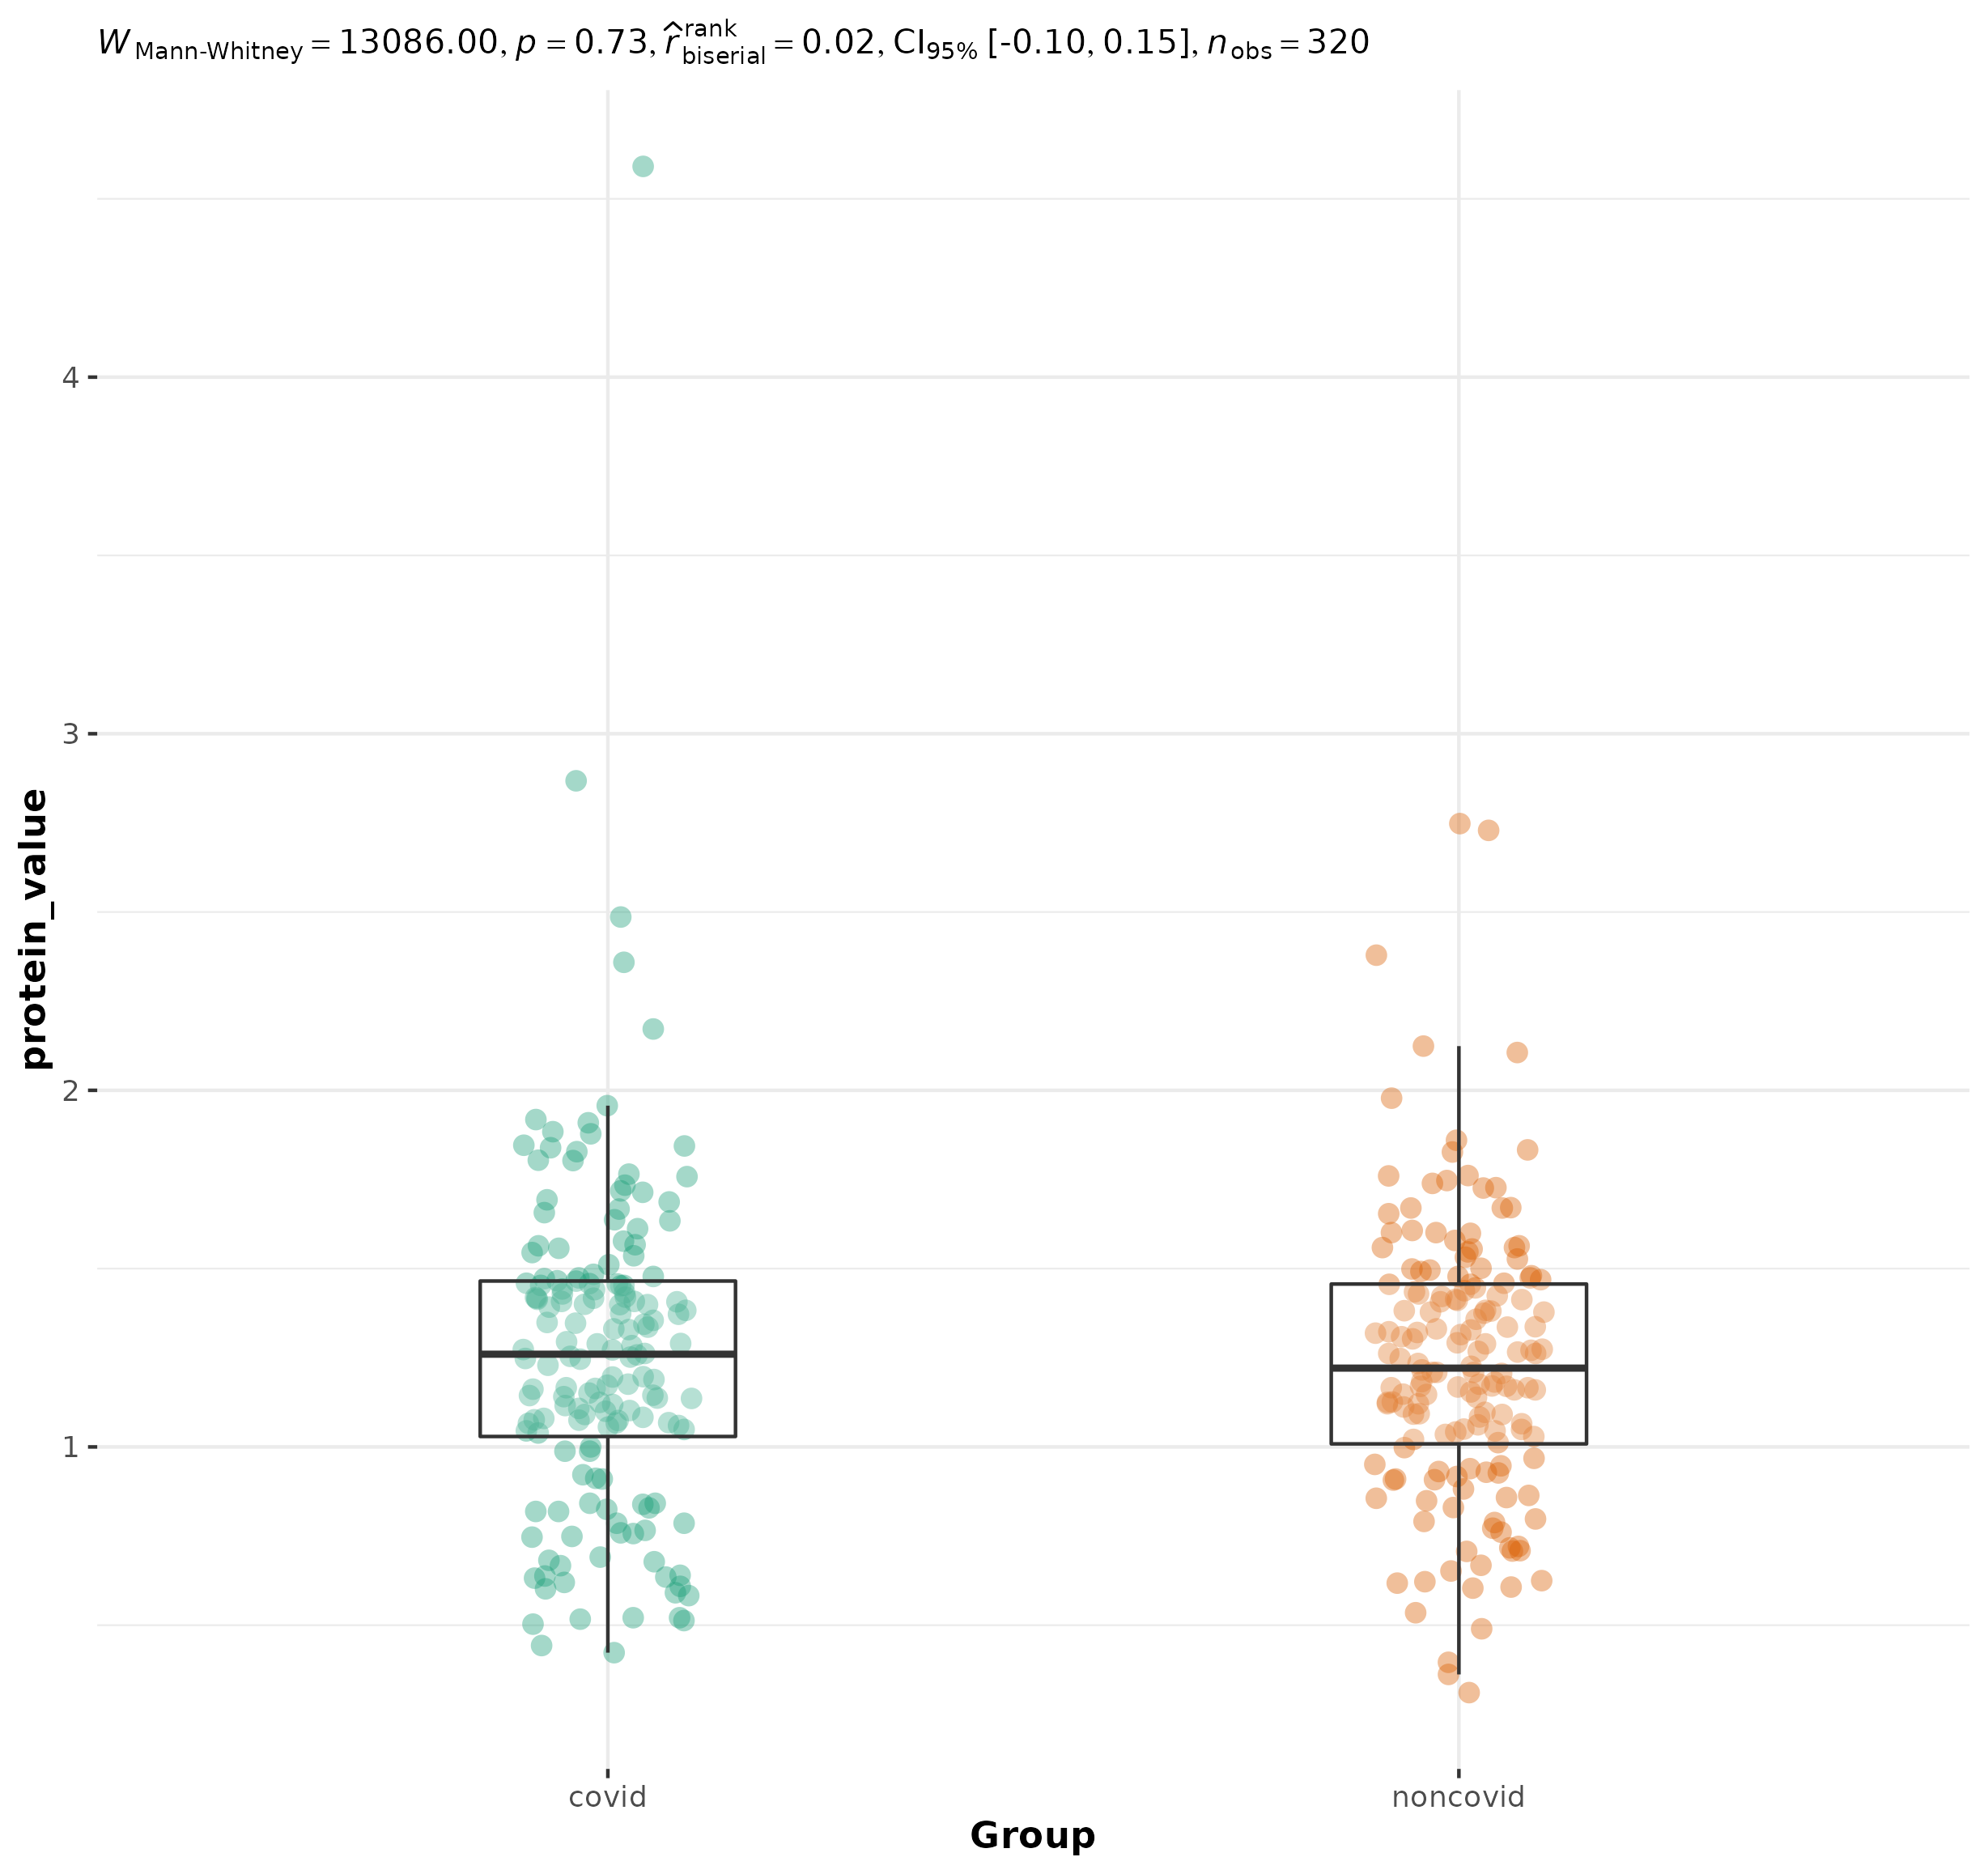 W Mann-Whitney = 13086.00, p = 0.73, r̂ rank biserial = 0.02, CI95% [-0.10, 0.15], n obs = 320
4
3
2
1
protein_value
covid noncovid
Group